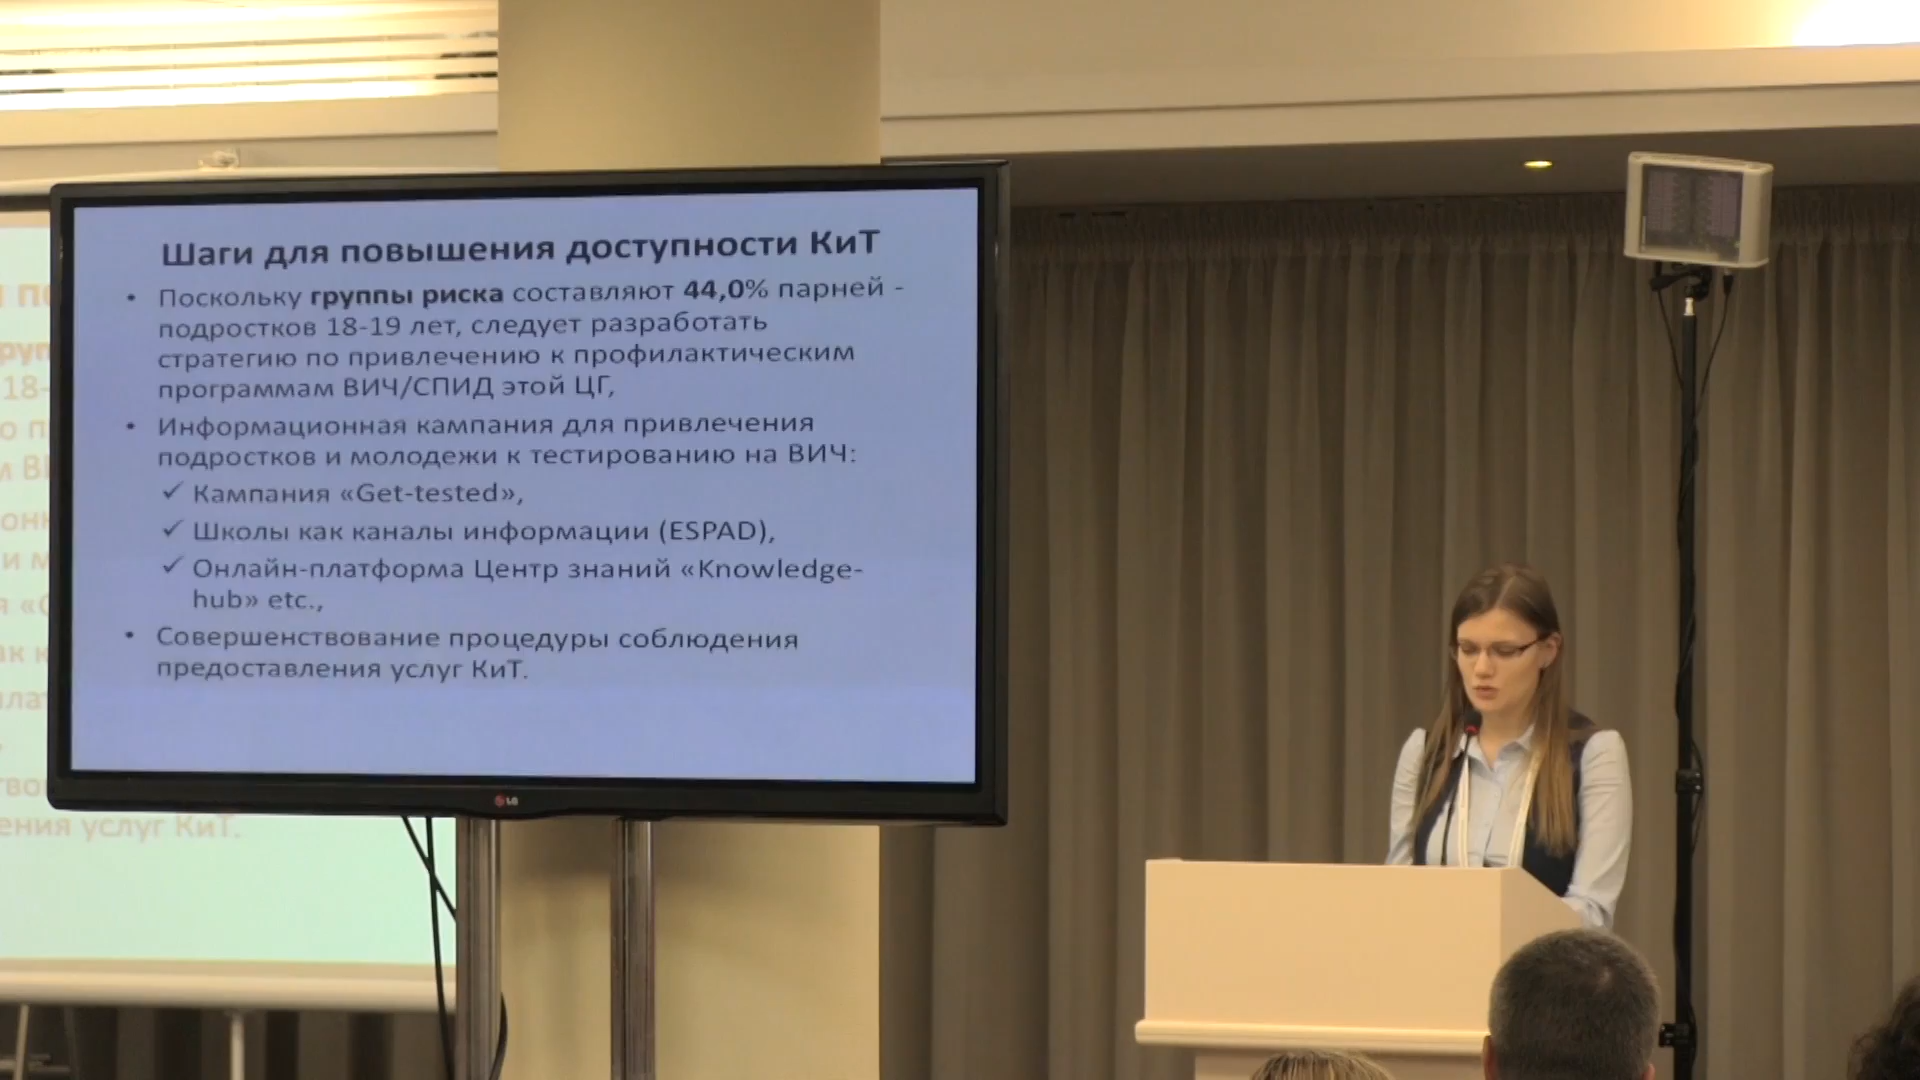 Шаги для повышения доступности КиТ
• Поскольку группы риска составляют 44,0% парней -
подростков 18-19 лет, следует разработать
стратегию по привлечению к профилактическим
программам ВИЧ/СПИД этой ЦГ,
• Информационная кампания для привлечения
подростков и молодежи к тестированию на ВИЧ:
✓ Кампания «Get-tested»,
✓ Школы как каналы информации (ESPAD),
✓ Онлайн-платформа Центр знаний «Knowledge-
hub» etc.,
• Совершенствование процедуры соблюдения
предоставления услуг КиТ.
LG
услуг КиТ.